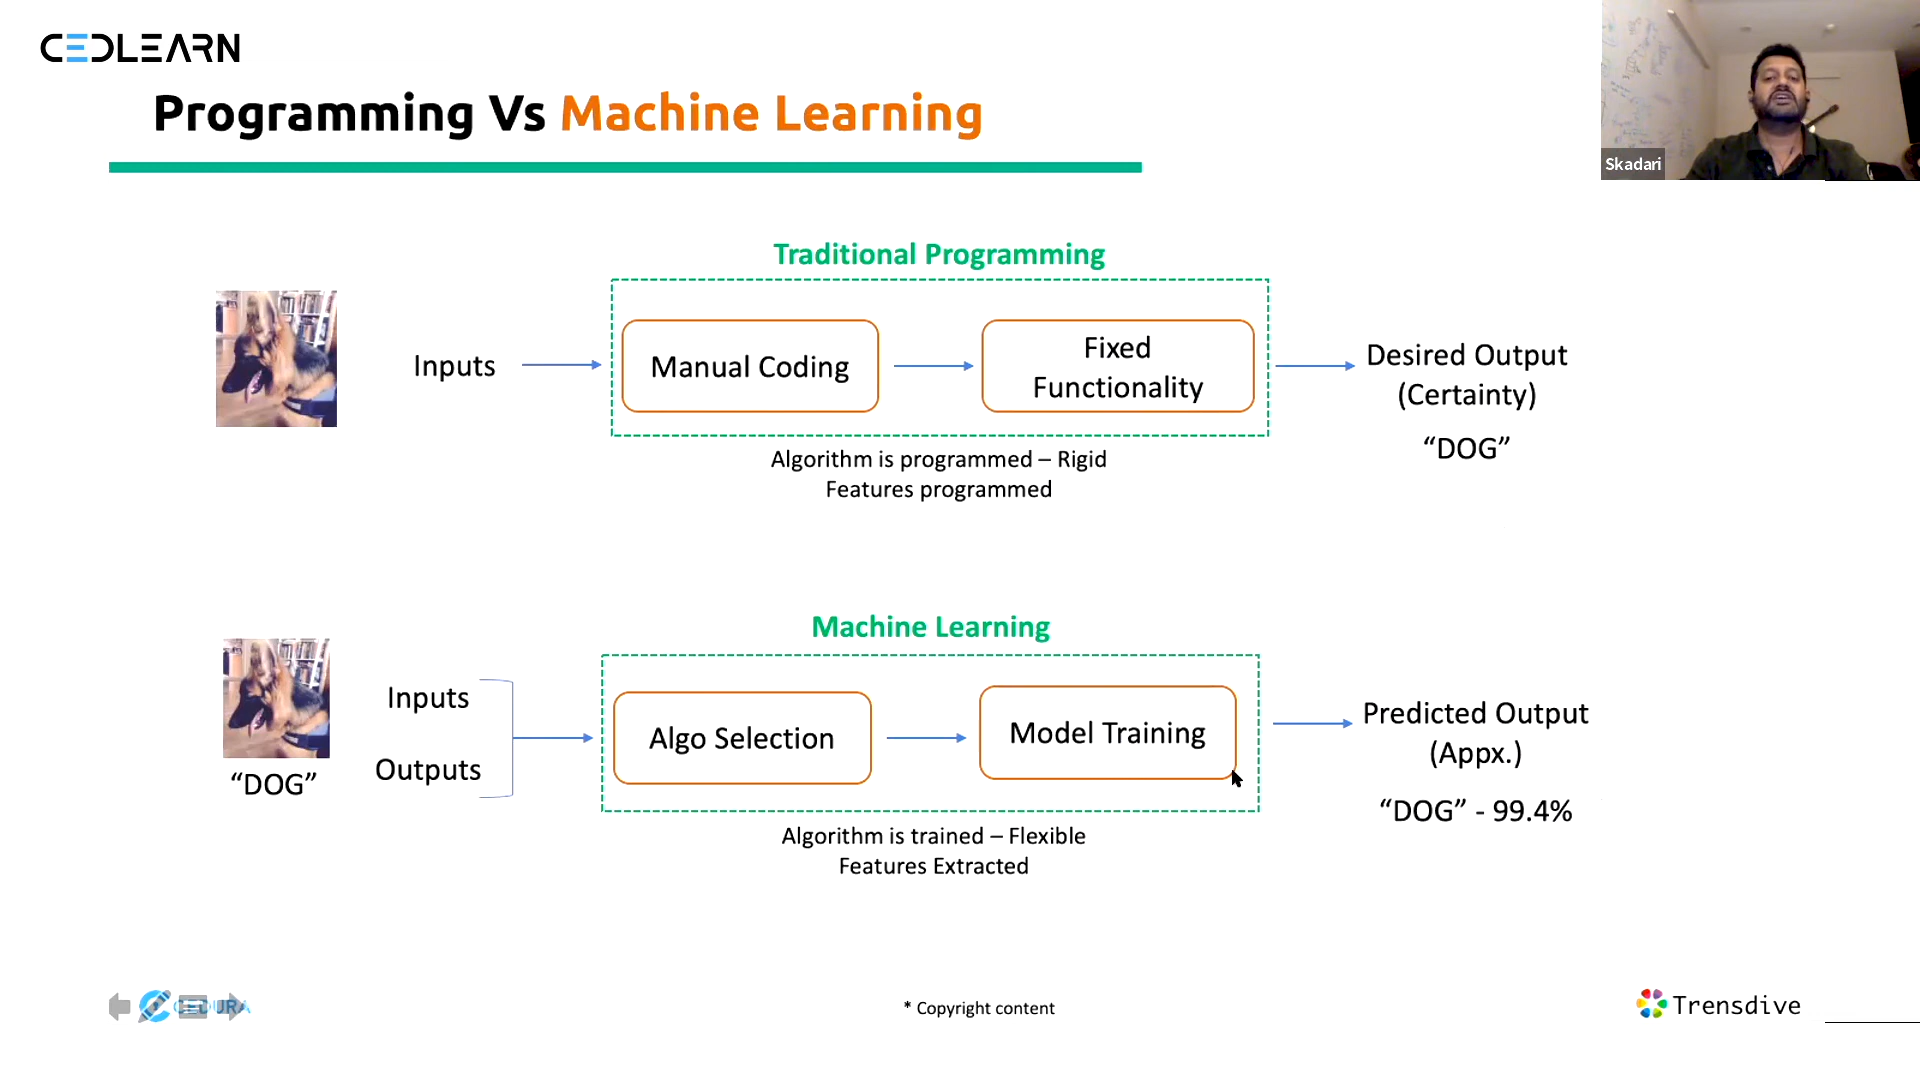 CEDLEARN
Programming Vs Machine Learning
Skadari
Traditional Programming
Inputs
Manual Coding
Fixed
Functionality
Desired Output
(Certainty)
“DOG”
Algorithm is programmed – Rigid
Features programmed
Machine Learning
Inputs
Outputs
“DOG”
Algo Selection
Model Training
Predicted Output
(Appx.)
“DOG” - 99.4%
Algorithm is trained – Flexible
Features Extracted
CEDURA
* Copyright content
Trensdive